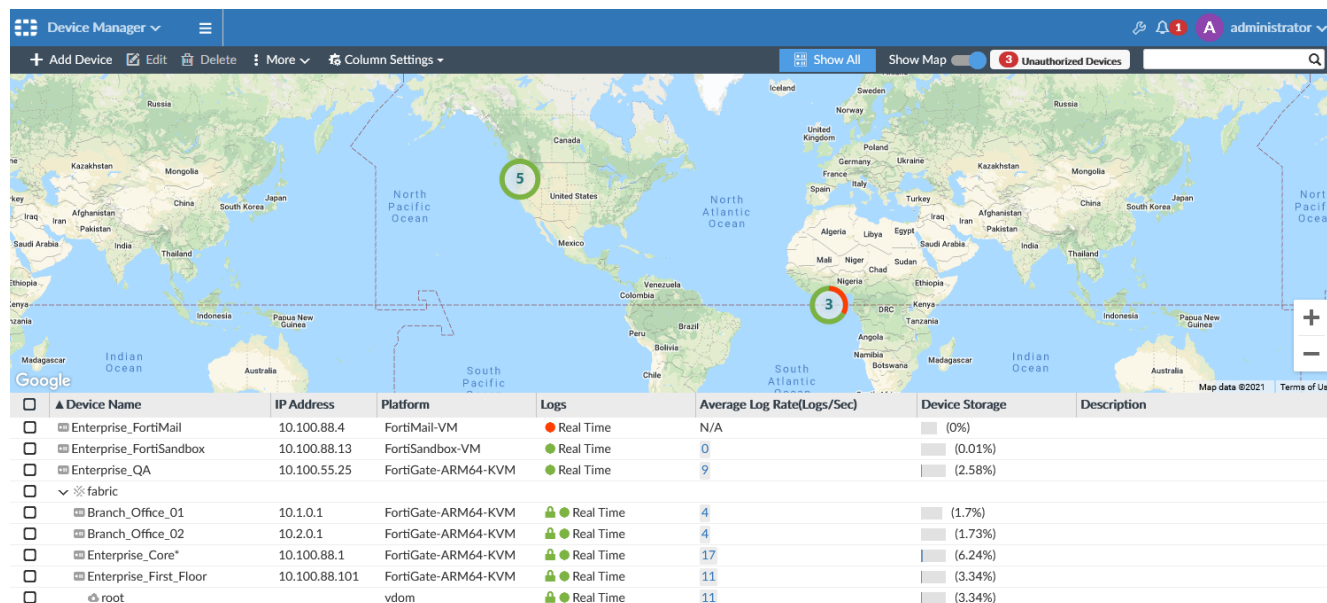 Device Manager
1 A administrator
+ Add Device Edit Delete More Column Settings Show All Show Map 3 Unauthorized Devices
Iceland
Sweden
Russia
Russia
Norway
Canada
United
Kingdom
Poland
Germany
Ukraine
Kazakhstan
Mongolia
France
Kazakhstan
Mongolia
5
Italy
Spain
United States
Turkey
China
South Korea
Japan
North
Pacific
Ocean
North
Atlantic
Ocean
China
South Korea
Japan
Iraq
Iran
Afghanistan
Pakistan
Algeria
Libya
Egypt
Iraq
Iran
Afghanistan
Pakistan
Saudi Arabia
India
Mexico
Saudi Arabia
India
Thailand
Mali
Niger
Chad
Sudan
Thailand
Nigeria
Ethiopia
Venezuela
Colombia
3
DRC
Kenya
Tanzania
Indonesia
Papua New
Guinea
Peru
Brazil
Indonesia
Papua New
Guinea
Angola
Bolivia
Namibia
Botswana
Madagascar
Indian
Ocean
Madagascar
Indian
Ocean
Australia
South
Pacific
Chile
South
Atlantic
Australia
Google
Map data ©2021 Terms of Us
Device Name IP Address Platform Logs Average Log Rate(Logs/Sec) Device Storage Description
Enterprise_FortiMail 10.100.88.4 FortiMail-VM Real Time N/A (0%)
Enterprise_FortiSandbox 10.100.88.13 FortiSandbox-VM Real Time 0 (0.01%)
Enterprise_QA 10.100.55.25 FortiGate-ARM64-KVM Real Time 9 (2.58%)
fabric
Branch_Office_01 10.1.0.1 FortiGate-ARM64-KVM Real Time 4 (1.7%)
Branch_Office_02 10.2.0.1 FortiGate-ARM64-KVM Real Time 4 (1.73%)
Enterprise_Core* 10.100.88.1 FortiGate-ARM64-KVM Real Time 17 (6.24%)
Enterprise_First_Floor 10.100.88.101 FortiGate-ARM64-KVM Real Time 11 (3.34%)
root vdom Real Time 11 (3.34%)